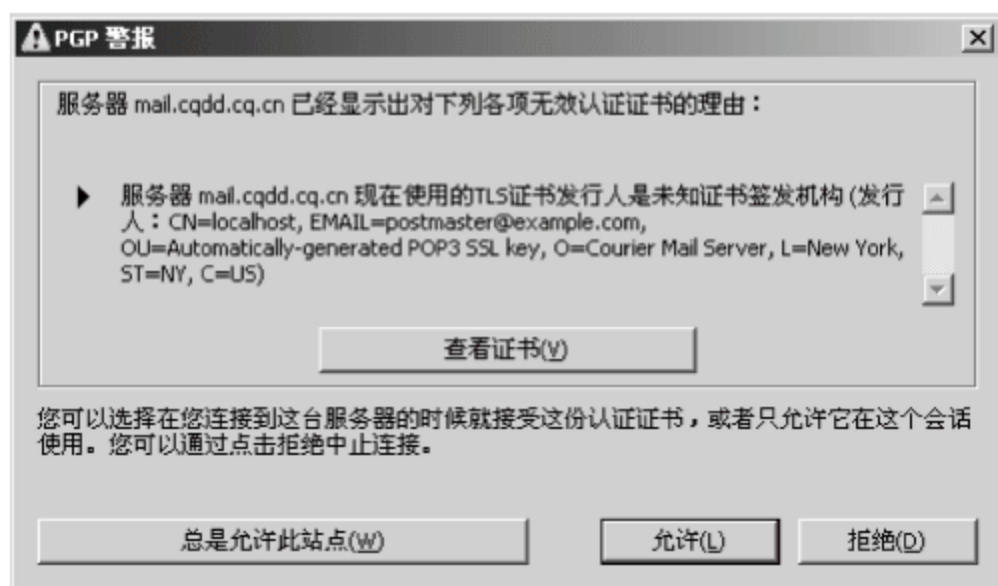 PGP 警报
服务器 mail.cqdd.cq.cn 已经显示出对下列各项无效认证证书的理由：
服务器 mail.cqdd.cq.cn 现在使用的TLS证书发行人是未知证书签发机构 (发行
人：CN=localhost, EMAIL=postmaster@example.com,
OU=Automatically-generated POP3 SSL key, O=Courier Mail Server, L=New York,
ST=NY, C=US)
查看证书(V)
您可以选择在您连接到这台服务器的时候就接受这份认证证书，或者只允许它在这个会话
使用。您可以通过点击拒绝中止连接。
总是允许此站点(W)
允许(L)
拒绝(D)